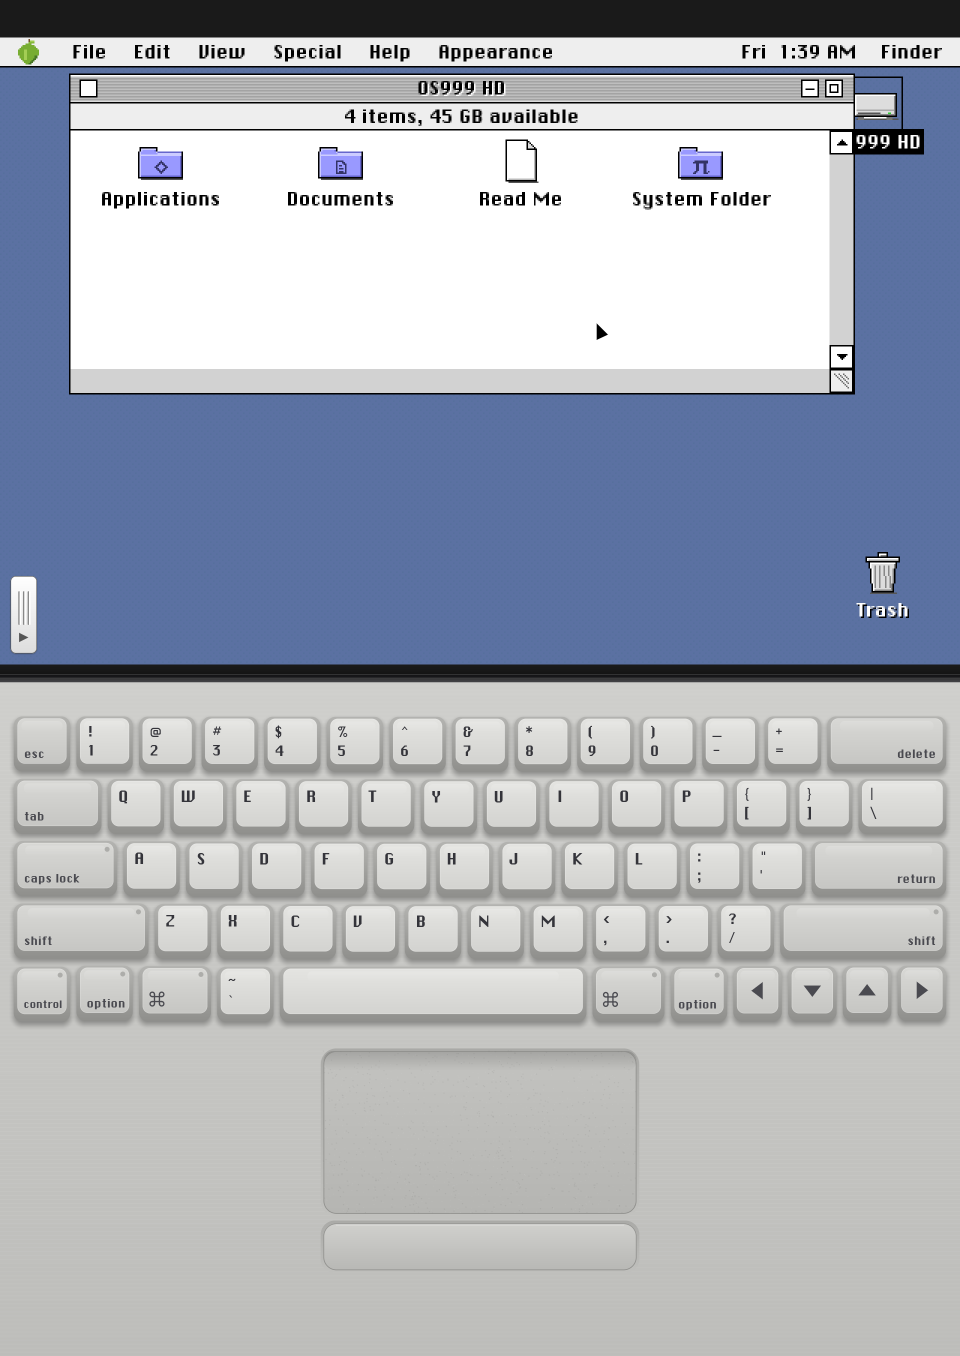 File Edit View Special Help Appearance Fri 1:39 AM Finder
OS999 HD
4 items, 45 GB available
999 HD
Applications Documents Read Me System Folder
Trash
esc ! 1 @ 2 # 3 $ 4 % 5 ^ 6 & 7 * 8 ( 9 ) 0 _ - + = delete
tab Q W E R T Y U I O P { [ } ] | \
caps lock A S D F G H J K L : ; " ' return
shift Z X C V B N M < , > . ? / shift
control option ⌘ ~ ` ⌘ option